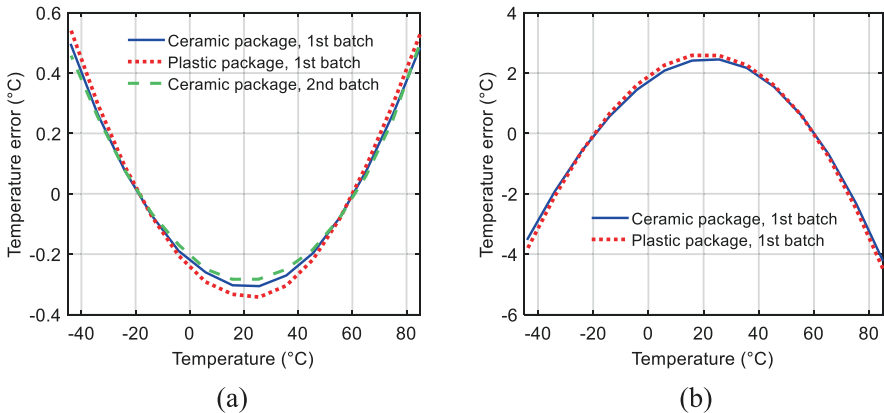 0.6
0.4
0.2
0
-0.2
-0.4
-40 -20 0 20 40 60 80
Temperature error (°C)
Temperature (°C)
Ceramic package, 1st batch
Plastic package, 1st batch
Ceramic package, 2nd batch
(a)
4
2
0
-2
-4
-6
-40 -20 0 20 40 60 80
Temperature error (°C)
Temperature (°C)
Ceramic package, 1st batch
Plastic package, 1st batch
(b)